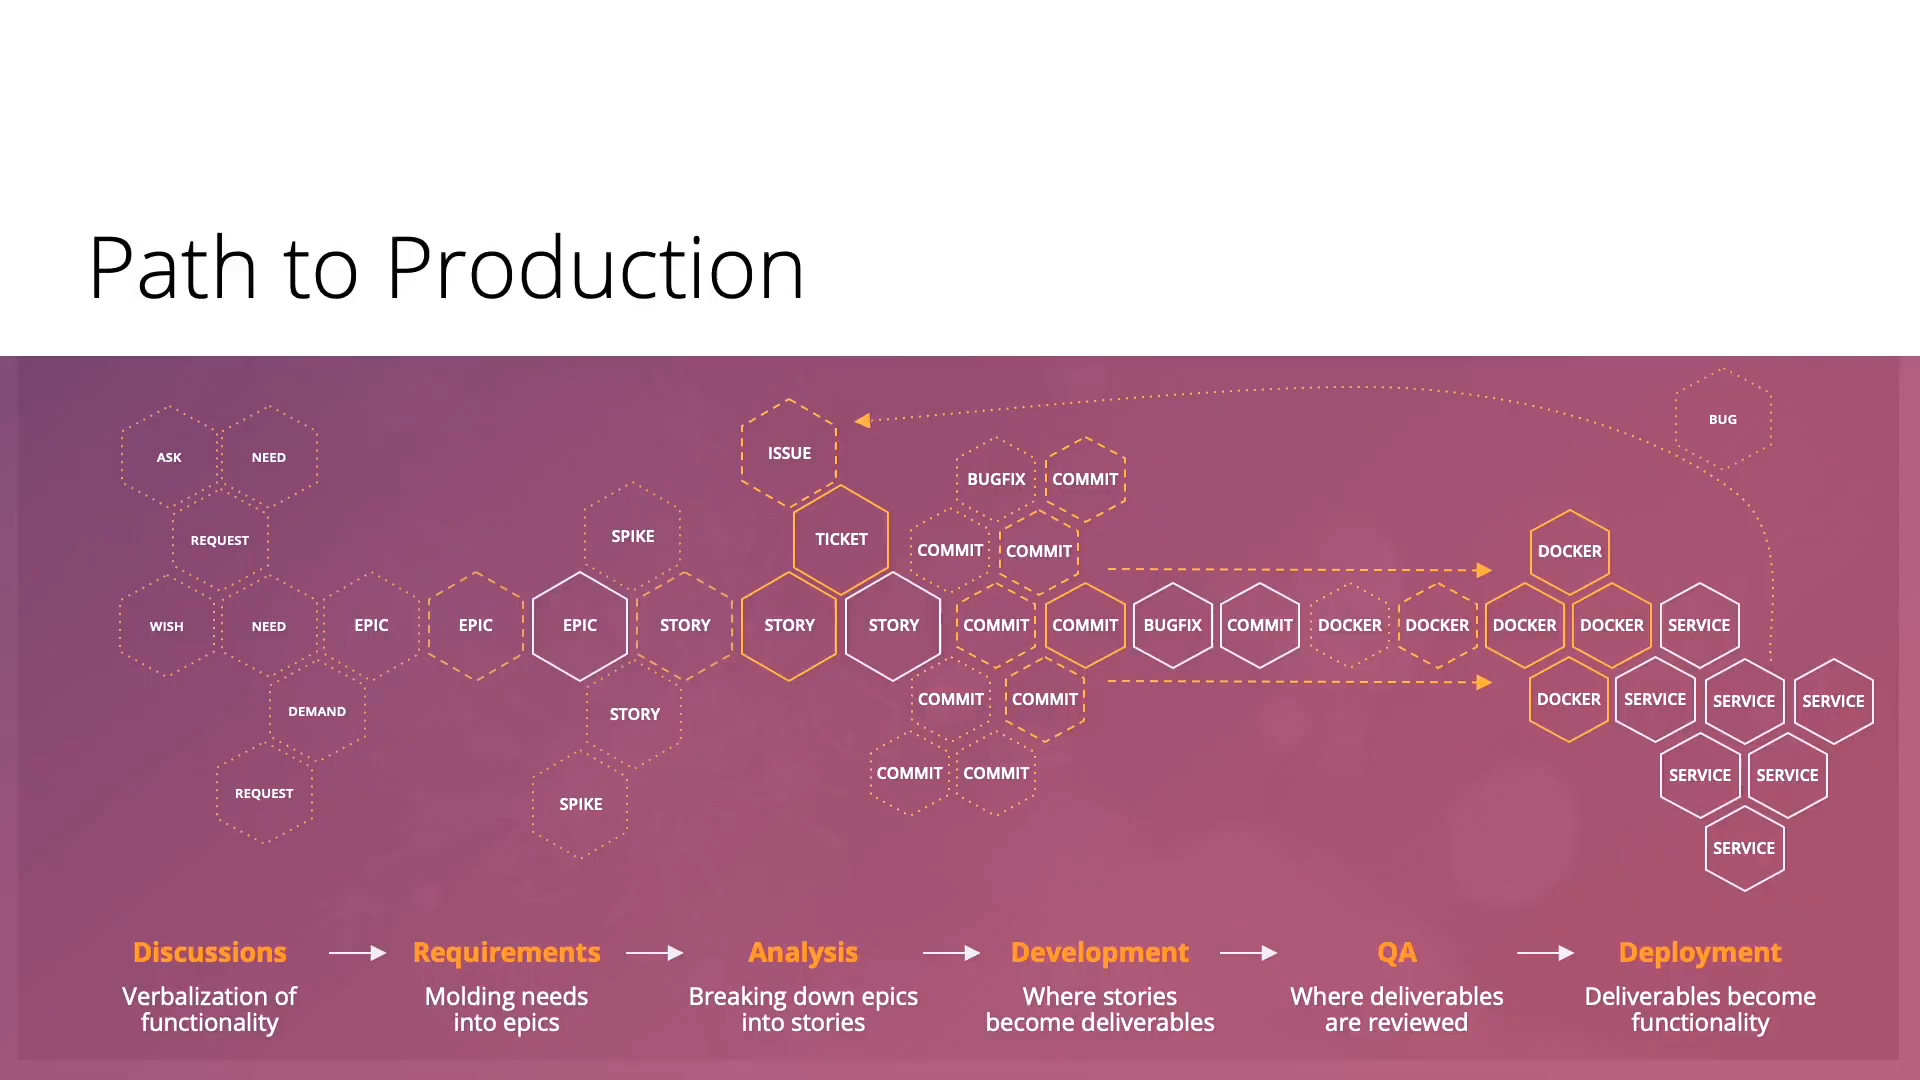 Path to Production
BUG
ASK
NEED
ISSUE
BUGFIX
COMMIT
REQUEST
SPIKE
TICKET
COMMIT
COMMIT
DOCKER
WISH
NEED
EPIC
EPIC
EPIC
STORY
STORY
STORY
COMMIT
COMMIT
BUGFIX
COMMIT
DOCKER
DOCKER
DOCKER
DOCKER
SERVICE
DEMAND
STORY
COMMIT
COMMIT
DOCKER
SERVICE
SERVICE
SERVICE
REQUEST
SPIKE
COMMIT
COMMIT
SERVICE
SERVICE
SERVICE
Discussions
Verbalization of
functionality
Requirements
Molding needs
into epics
Analysis
Breaking down epics
into stories
Development
Where stories
become deliverables
QA
Where deliverables
are reviewed
Deployment
Deliverables become
functionality